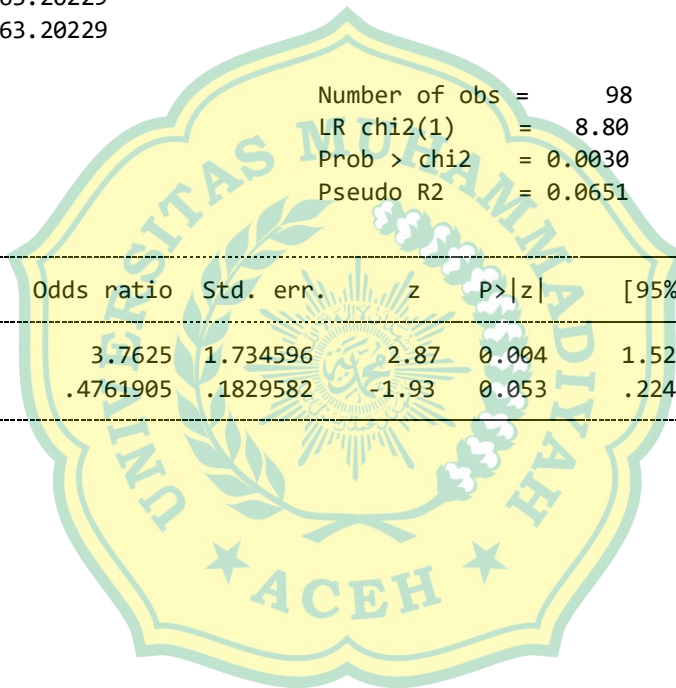 63.20229
Number of obs = 98
LR chi2(1) = 8.80
Prob > chi2 = 0.0030
Pseudo R2 = 0.0651
Odds ratio Std. err. z P>|z| [95%
3.7625 1.734596 2.87 0.004 1.52
.4761905 .1829582 -1.93 0.053 .224
UNIVERSITAS MUHAMMADIYAH
ACEH